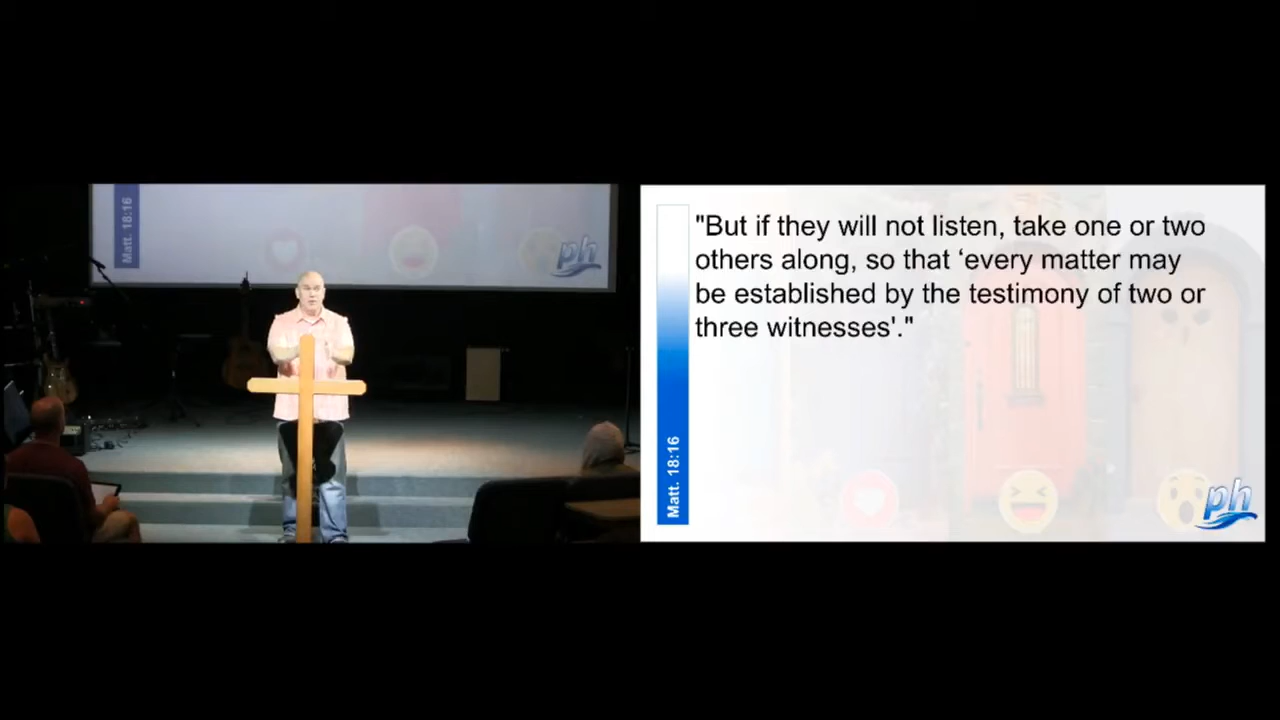 Matt. 18:16
ph
"But if they will not listen, take one or two
others along, so that ‘every matter may
be established by the testimony of two or
three witnesses'."
Matt. 18:16
ph